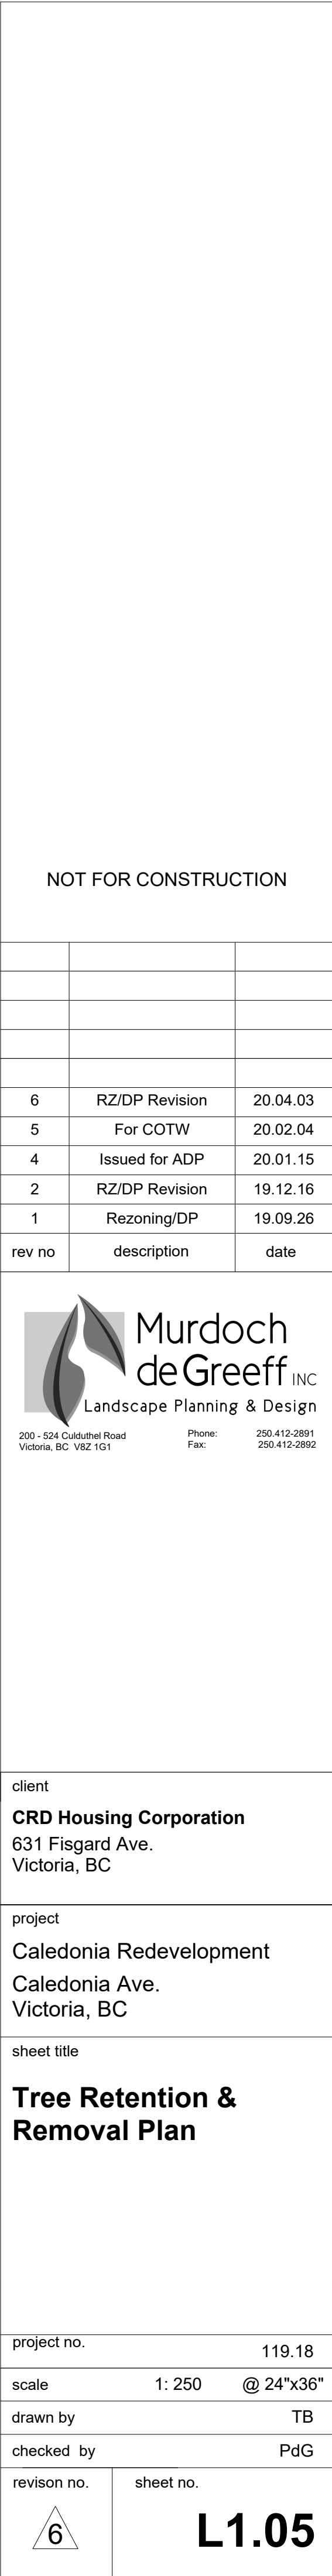 NOT FOR CONSTRUCTION
6 RZ/DP Revision 20.04.03
5 For COTW 20.02.04
4 Issued for ADP 20.01.15
2 RZ/DP Revision 19.12.16
1 Rezoning/DP 19.09.26
rev no description date
Murdoch
deGreeff INC
Landscape Planning & Design
200 - 524 Culduthel Road Phone: 250.412-2891
Victoria, BC V8Z 1G1 Fax: 250.412-2892
client
CRD Housing Corporation
631 Fisgard Ave.
Victoria, BC
project
Caledonia Redevelopment
Caledonia Ave.
Victoria, BC
sheet title
Tree Retention &
Removal Plan
project no. 119.18
scale 1: 250 @ 24"x36"
drawn by TB
checked by PdG
revison no. sheet no.
6 L1.05